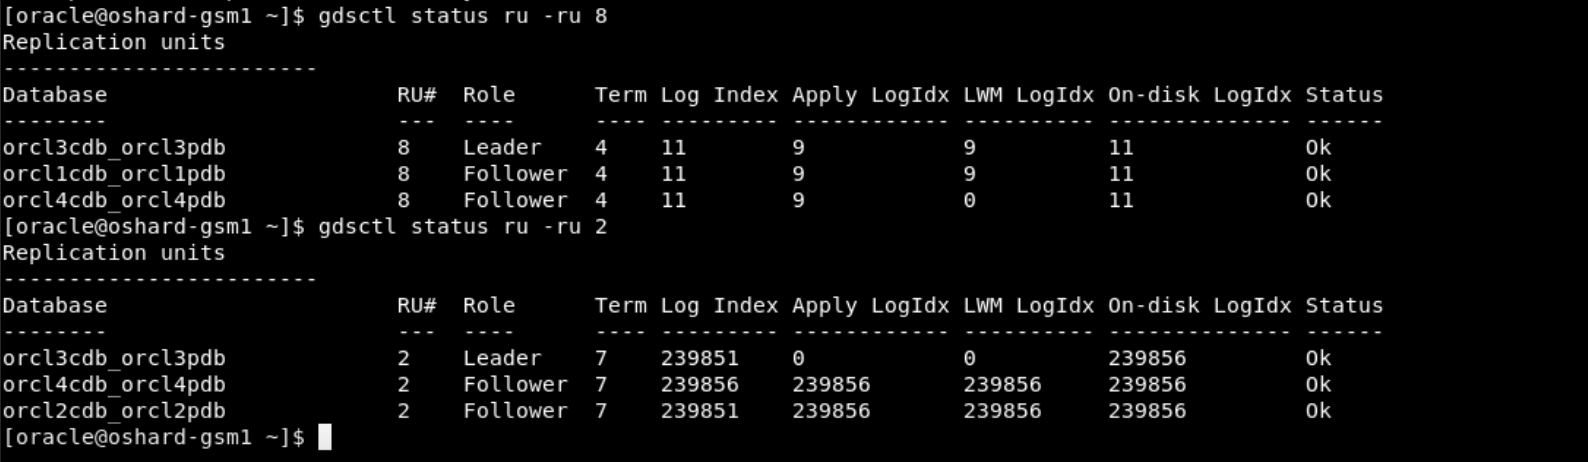 [oracle@oshard-gsm1 ~]$ gdsctl status ru -ru 8
Replication units
------------------------
Database                      RU#  Role      Term Log Index Apply LogIdx LWM LogIdx On-disk LogIdx Status
--------                      ---  ----      ---- --------- ------------ ---------- -------------- ------
orcl3cdb_orcl3pdb             8    Leader    4    11        9            9          11             Ok
orcl1cdb_orcl1pdb             8    Follower  4    11        9            9          11             Ok
orcl4cdb_orcl4pdb             8    Follower  4    11        9            0          11             Ok
[oracle@oshard-gsm1 ~]$ gdsctl status ru -ru 2
Replication units
------------------------
Database                      RU#  Role      Term Log Index Apply LogIdx LWM LogIdx On-disk LogIdx Status
--------                      ---  ----      ---- --------- ------------ ---------- -------------- ------
orcl3cdb_orcl3pdb             2    Leader    7    239851    0            0          239856         Ok
orcl4cdb_orcl4pdb             2    Follower  7    239856    239856       239856     239856         Ok
orcl2cdb_orcl2pdb             2    Follower  7    239851    239856       239856     239856         Ok
[oracle@oshard-gsm1 ~]$